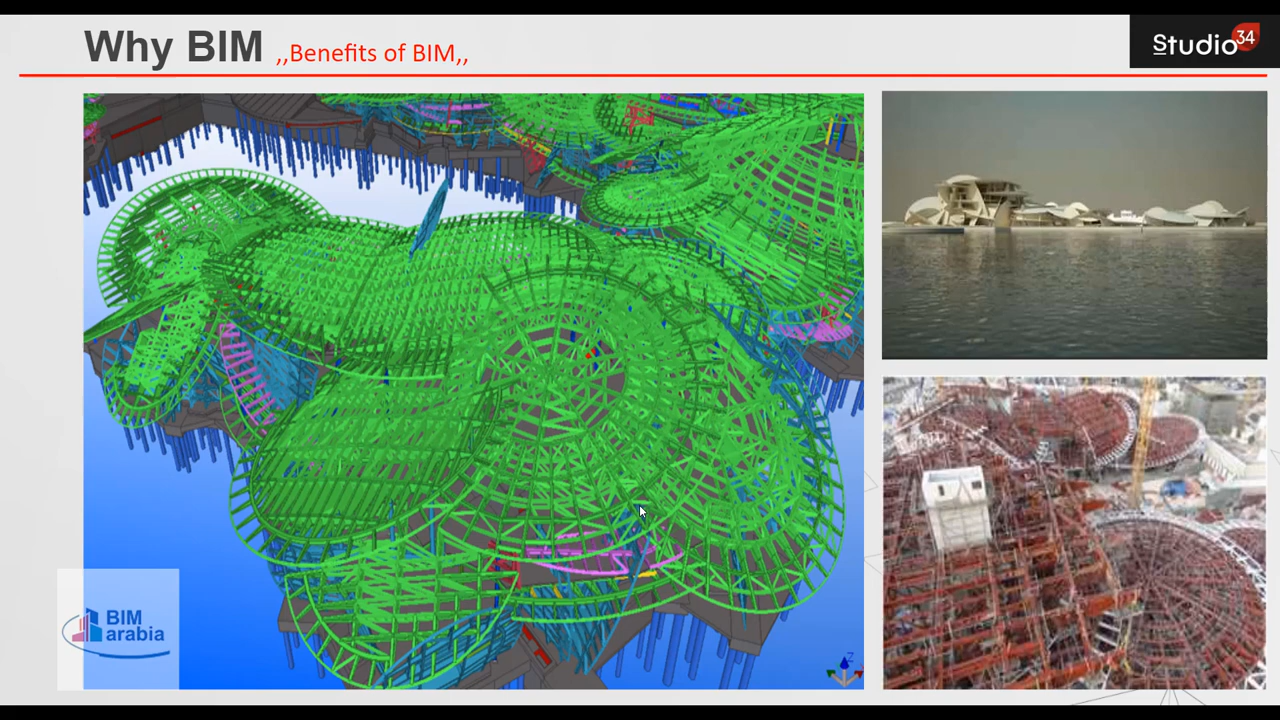 Why BIM ,,Benefits of BIM,,
Studio34
BIM
arabia
Z